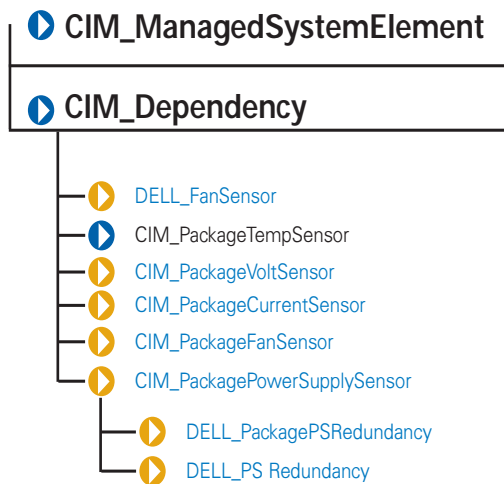 CIM_ManagedSystemElement
CIM_Dependency
DELL_FanSensor
CIM_PackageTempSensor
CIM_PackageVoltSensor
CIM_PackageCurrentSensor
CIM_PackageFanSensor
CIM_PackagePowerSupplySensor
DELL_PackagePSRedundancy
DELL_PS Redundancy